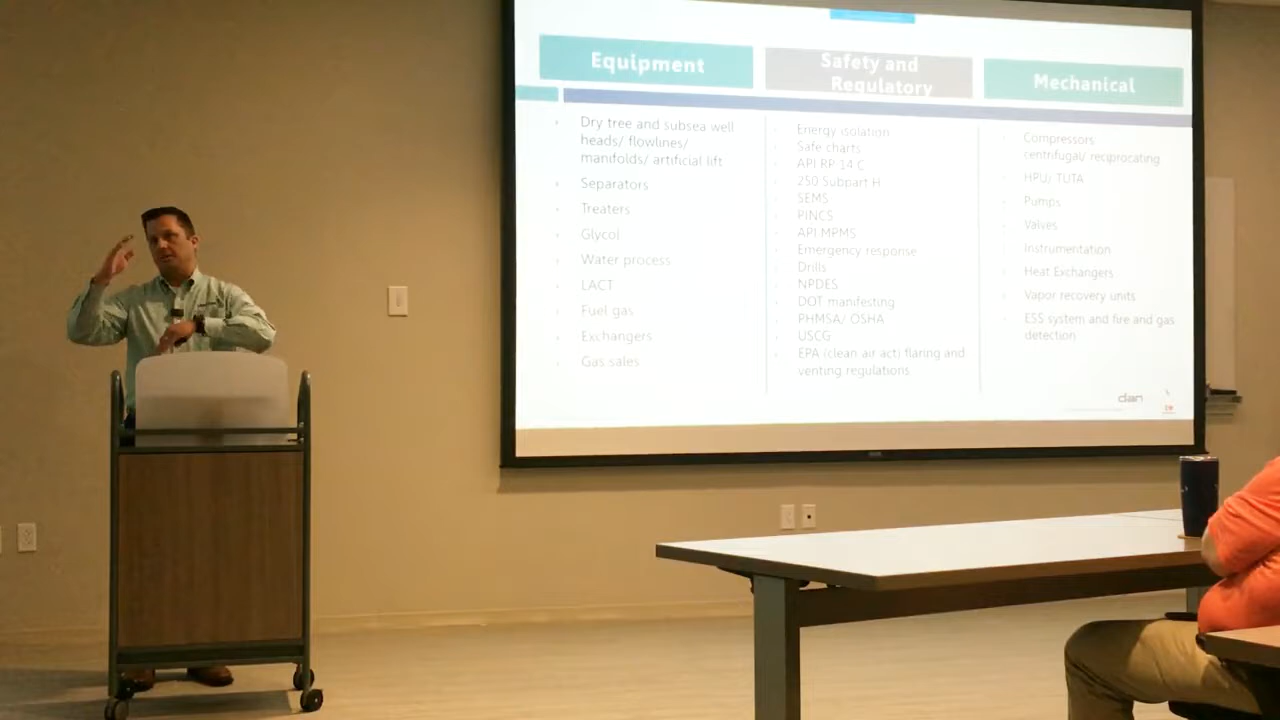 Equipment
Dry tree and subsea well
heads/ flowlines/
manifolds/ artificial lift
Separators
Treaters
Glycol
Water process
LACT
Fuel gas
Exchangers
Gas sales
Safety and
Regulatory
Energy isolation
Safe charts
API RP-14 C
250 Subpart H
SEMS
PINCS
API MPMS
Emergency response
Drills
NPDES
DOT manifesting
PHMSA/ OSHA
USCG
EPA (clean air act) flaring and
venting regulations
Mechanical
Compressors
centrifugal/ reciprocating
HPU/ TUTA
Pumps
Valves
Instrumentation
Heat Exchangers
Vapor recovery units
ESS system and fire and gas
detection